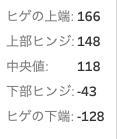 ヒゲの上端: 166
上部ヒンジ: 148
中央値: 118
下部ヒンジ: -43
ヒゲの下端: -128